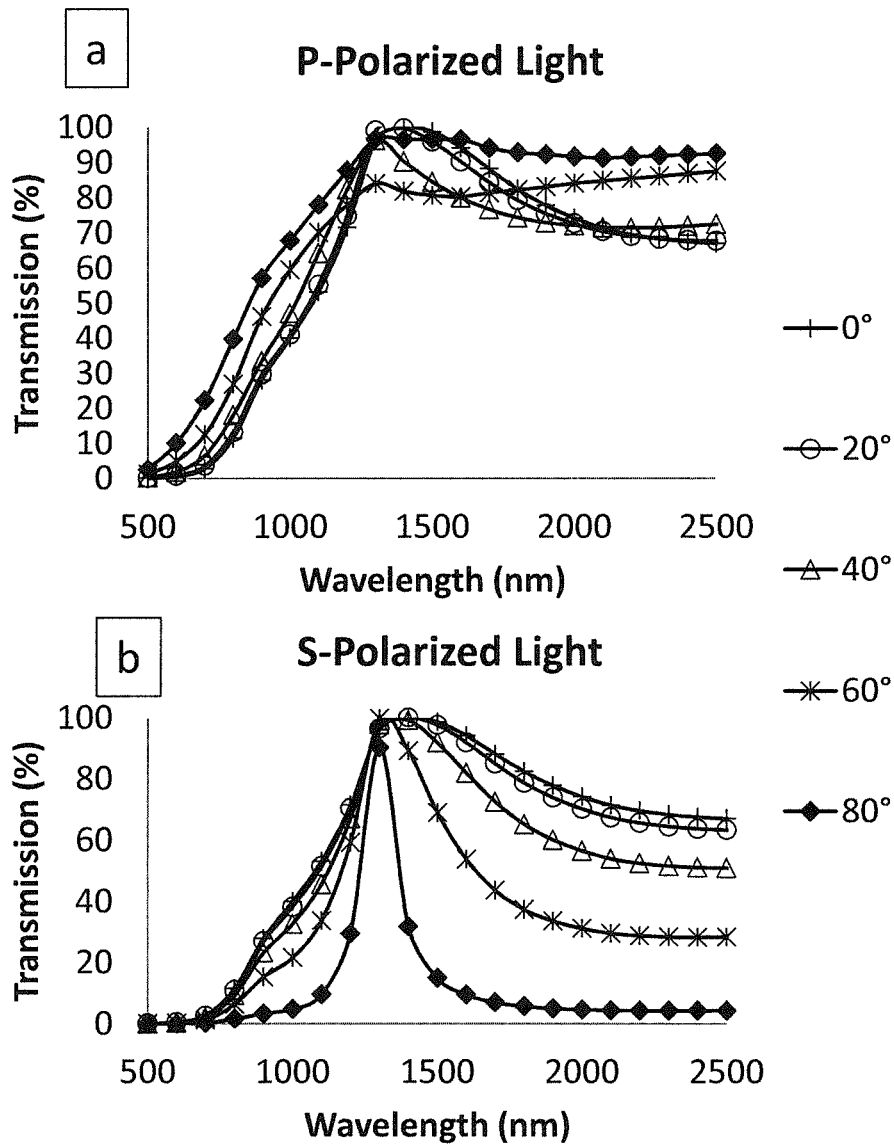 a
P-Polarized Light
Transmission (%)
100
90
80
70
60
50
40
30
20
10
0
500 1000 1500 2000 2500
Wavelength (nm)
0°
20°
40°
60°
80°
b
S-Polarized Light
Transmission (%)
100
80
60
40
20
0
500 1000 1500 2000 2500
Wavelength (nm)